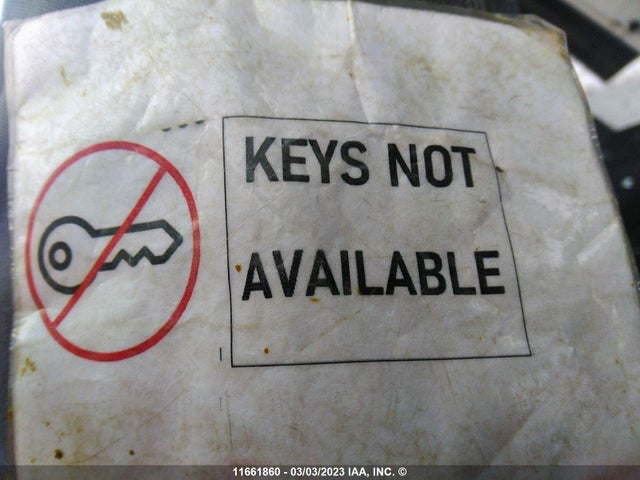 KEYS NOT
AVAILABLE
11661860 - 03/03/2023 IAA, INC. ©